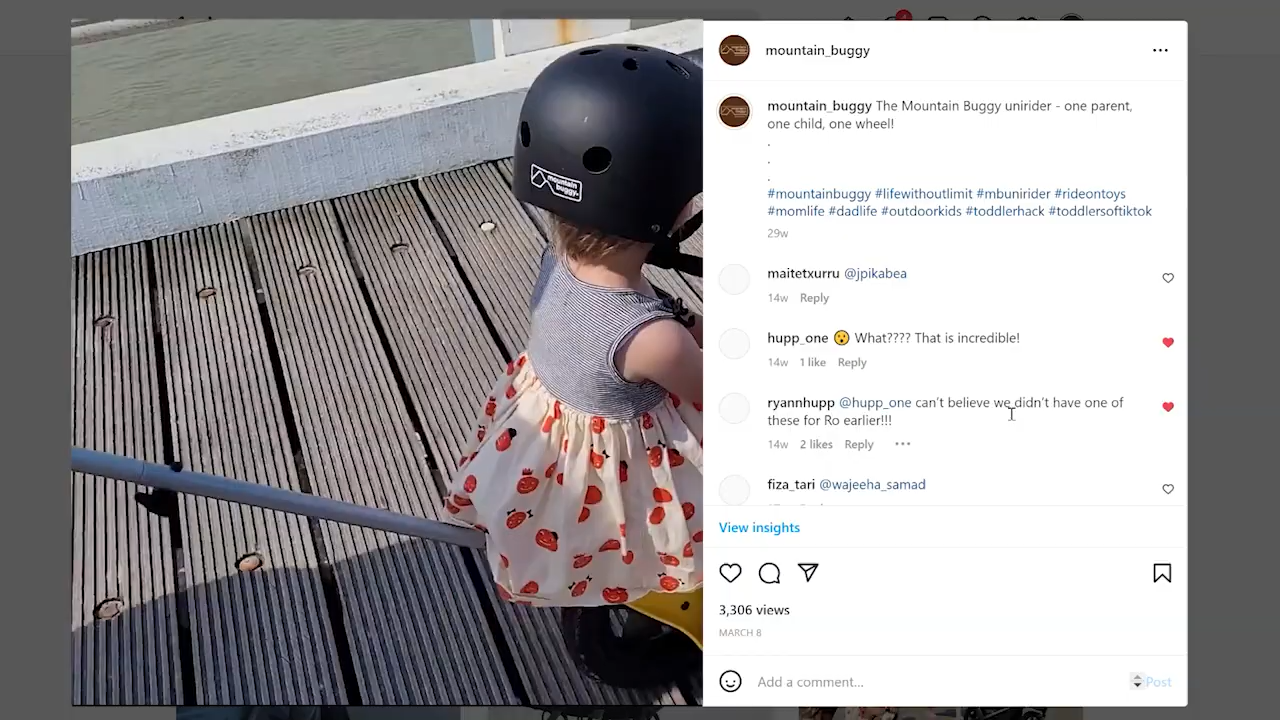 mountain_buggy
mountain_buggy The Mountain Buggy unirider - one parent,
one child, one wheel!
.
.
.
#mountainbuggy #lifewithoutlimit #mbunirider #rideontoys
#momlife #dadlife #outdoorkids #toddlerhack #toddlersoftiktok
29w
maitetxurru @jpikabea
14w Reply
hupp_one 😯 What???? That is incredible!
14w 1 like Reply
ryannhupp @hupp_one can't believe we didn't have one of
these for Ro earlier!!!
14w 2 likes Reply
fiza_tari @wajeeha_samad
View insights
3,306 views
MARCH 8
Add a comment... Post
mountain
buggy